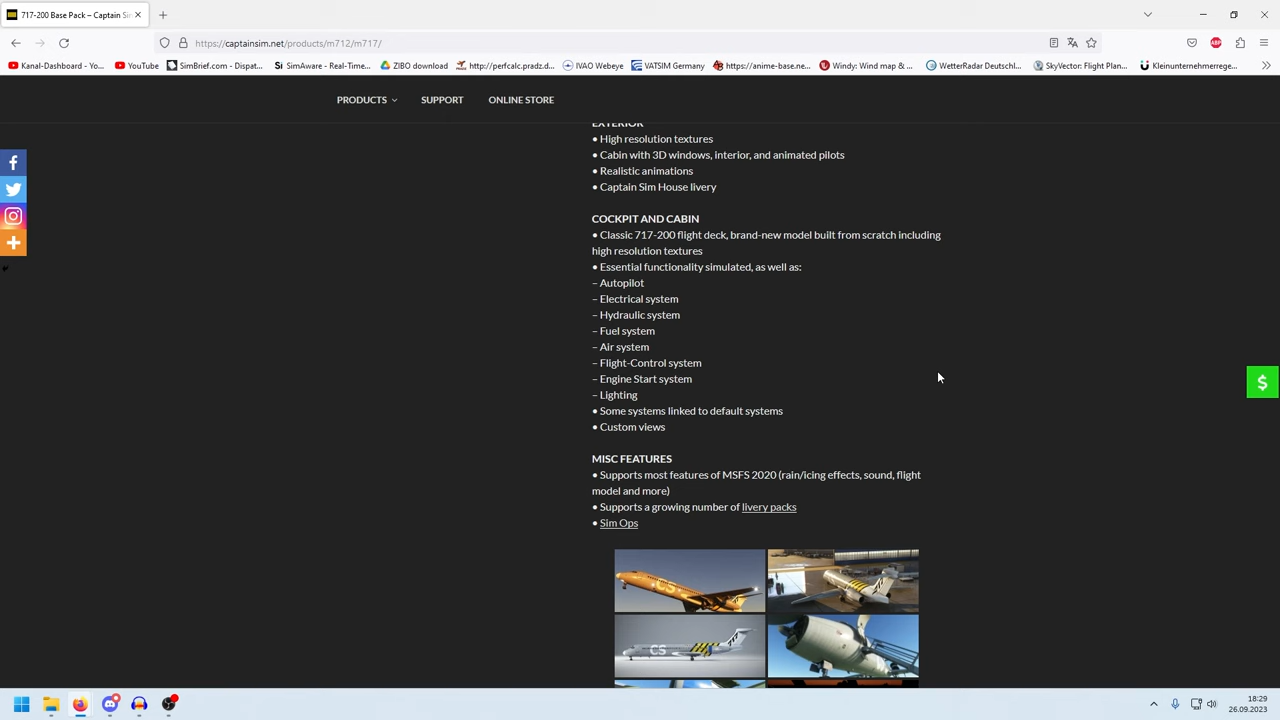 717-200 Base Pack – Captain Si
https://captainsim.net/products/m712/m717/
Kanal-Dashboard - Yo...
YouTube
SimBrief.com - Dispat...
SimAware - Real-Time...
ZIBO download
http://perfcalc.pradz.d...
IVAO Webeye
VATSIM Germany
https://anime-base.ne...
Windy: Wind map & ...
WetterRadar Deutschl...
SkyVector: Flight Plan...
Kleinunternehmerrege...
PRODUCTS
SUPPORT
ONLINE STORE
EXTERIOR
• High resolution textures
• Cabin with 3D windows, interior, and animated pilots
• Realistic animations
• Captain Sim House livery
COCKPIT AND CABIN
• Classic 717-200 flight deck, brand-new model built from scratch including
high resolution textures
• Essential functionality simulated, as well as:
– Autopilot
– Electrical system
– Hydraulic system
– Fuel system
– Air system
– Flight-Control system
– Engine Start system
– Lighting
• Some systems linked to default systems
• Custom views
MISC FEATURES
• Supports most features of MSFS 2020 (rain/icing effects, sound, flight
model and more)
• Supports a growing number of livery packs
• Sim Ops
CS
CS
$
ABP
18:29
26.09.2023